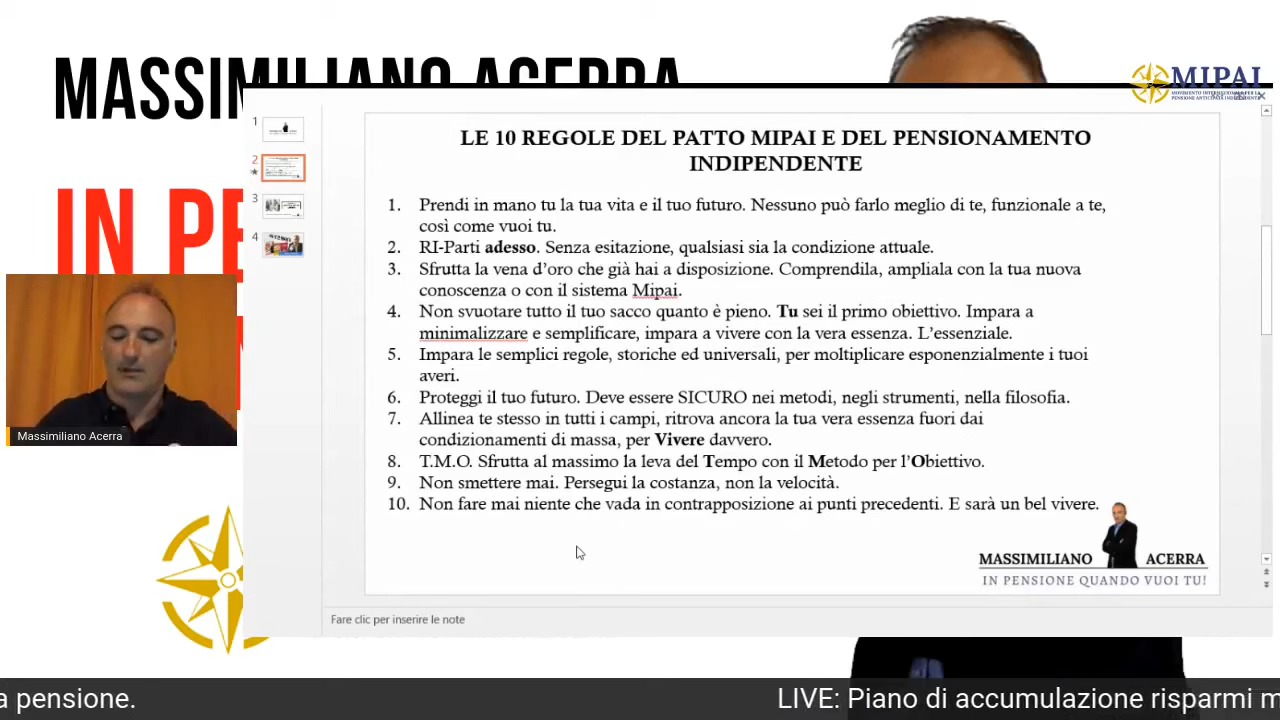 MASSIMILIANO ACERRA
MIPAI
IN PE
1
2
3
4
LE 10 REGOLE DEL PATTO MIPAI E DEL PENSIONAMENTO
INDIPENDENTE
1. Prendi in mano tu la tua vita e il tuo futuro. Nessuno può farlo meglio di te, funzionale a te,
così come vuoi tu.
2. RI-Parti adesso. Senza esitazione, qualsiasi sia la condizione attuale.
3. Sfrutta la vena d’oro che già hai a disposizione. Comprendila, ampliala con la tua nuova
conoscenza o con il sistema Mipai.
4. Non svuotare tutto il tuo sacco quanto è pieno. Tu sei il primo obiettivo. Impara a
minimalizzare e semplificare, impara a vivere con la vera essenza. L’essenziale.
5. Impara le semplici regole, storiche ed universali, per moltiplicare esponenzialmente i tuoi
averi.
6. Proteggi il tuo futuro. Deve essere SICURO nei metodi, negli strumenti, nella filosofia.
7. Allinea te stesso in tutti i campi, ritrova ancora la tua vera essenza fuori dai
condizionamenti di massa, per Vivere davvero.
8. T.M.O. Sfrutta al massimo la leva del Tempo con il Metodo per l’Obiettivo.
9. Non smettere mai. Persegui la costanza, non la velocità.
10. Non fare mai niente che vada in contrapposizione ai punti precedenti. E sarà un bel vivere.
MASSIMILIANO ACERRA
IN PENSIONE QUANDO VUOI TU!
Massimiliano Acerra
Fare clic per inserire le note
a pensione.
LIVE: Piano di accumulazione risparmi m